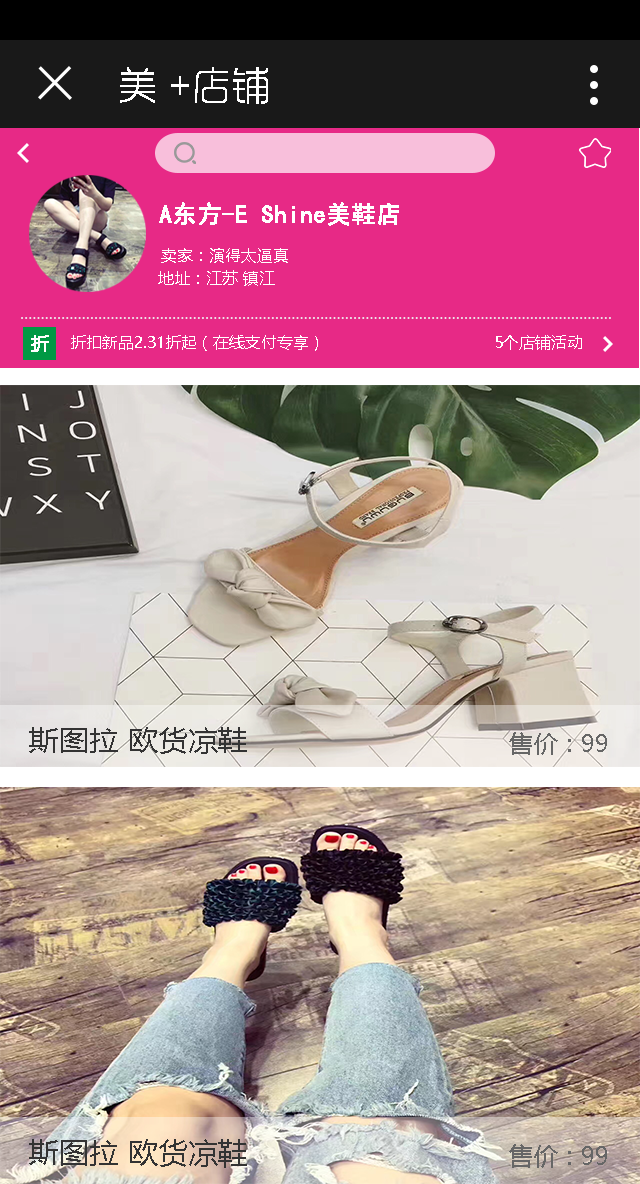 美 +店铺
A东方-E Shine美鞋店
卖家：演得太逼真
地址：江苏 镇江
折 折扣新品2.31折起（在线支付专享） 5个店铺活动
I J
N O
S T
W X Y
斯图拉 欧货凉鞋 售价：99
斯图拉 欧货凉鞋 售价：99